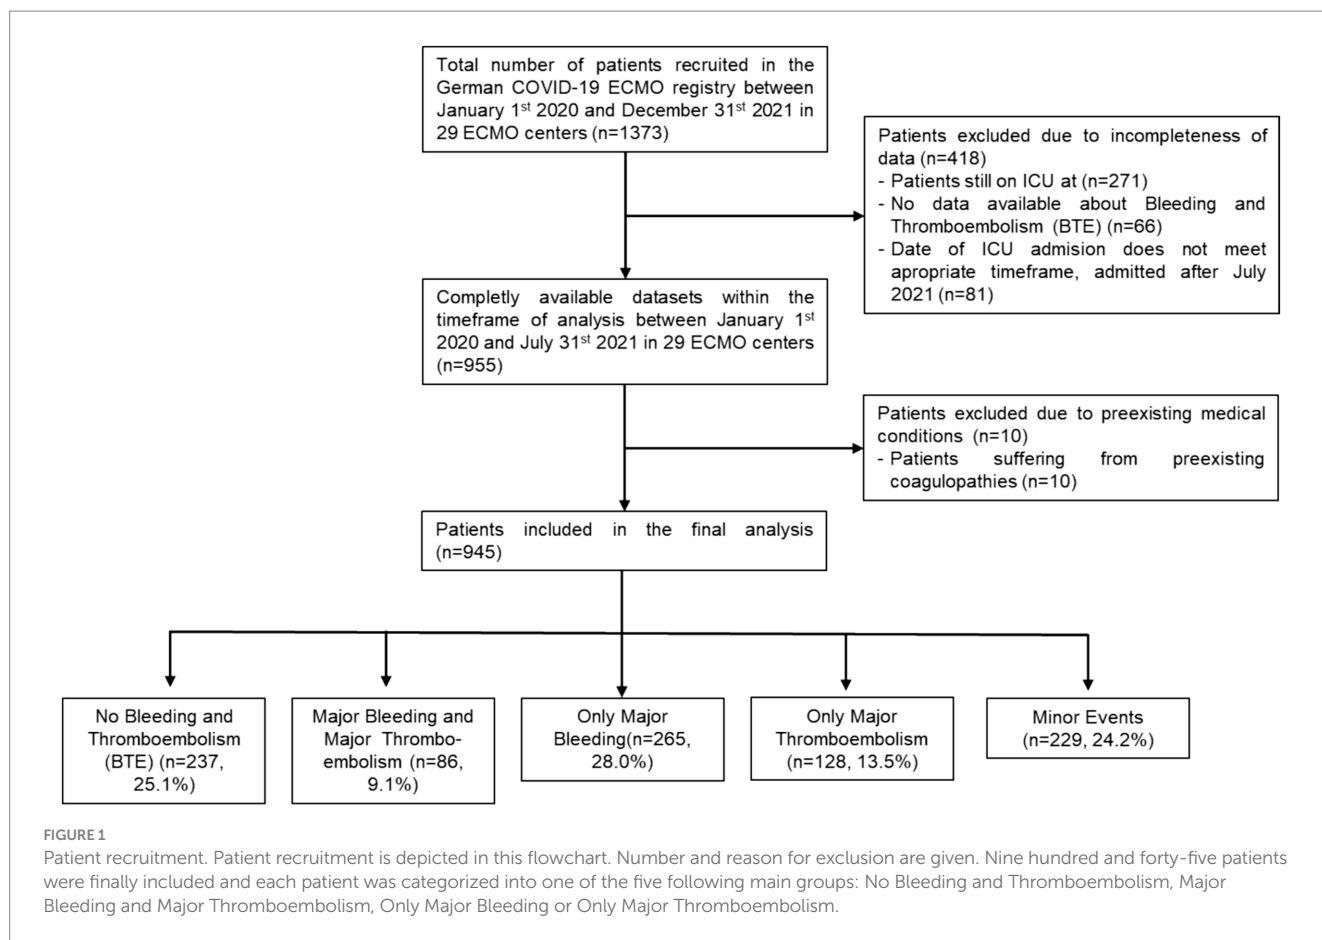 Total number of patients recruited in the
German COVID-19 ECMO registry between
January 1st 2020 and December 31st 2021 in
29 ECMO centers (n=1373)
Patients excluded due to incompleteness of
data (n=418)
- Patients still on ICU at (n=271)
- No data available about Bleeding and
Thromboembolism (BTE) (n=66)
- Date of ICU admision does not meet
apropriate timeframe, admitted after July
2021 (n=81)
Completly available datasets within the
timeframe of analysis between January 1st
2020 and July 31st 2021 in 29 ECMO centers
(n=955)
Patients excluded due to preexisting medical
conditions (n=10)
- Patients suffering from preexisting
coagulopathies (n=10)
Patients included in the final analysis
(n=945)
No Bleeding and
Thromboembolism
(BTE) (n=237,
25.1%)
Major Bleeding and
Major Thrombo-
embolism (n=86,
9.1%)
Only Major
Bleeding(n=265,
28.0%)
Only Major
Thromboembolism
(n=128, 13.5%)
Minor Events
(n=229, 24.2%)
FIGURE 1
Patient recruitment. Patient recruitment is depicted in this flowchart. Number and reason for exclusion are given. Nine hundred and forty-five patients
were finally included and each patient was categorized into one of the five following main groups: No Bleeding and Thromboembolism, Major
Bleeding and Major Thromboembolism, Only Major Bleeding or Only Major Thromboembolism.